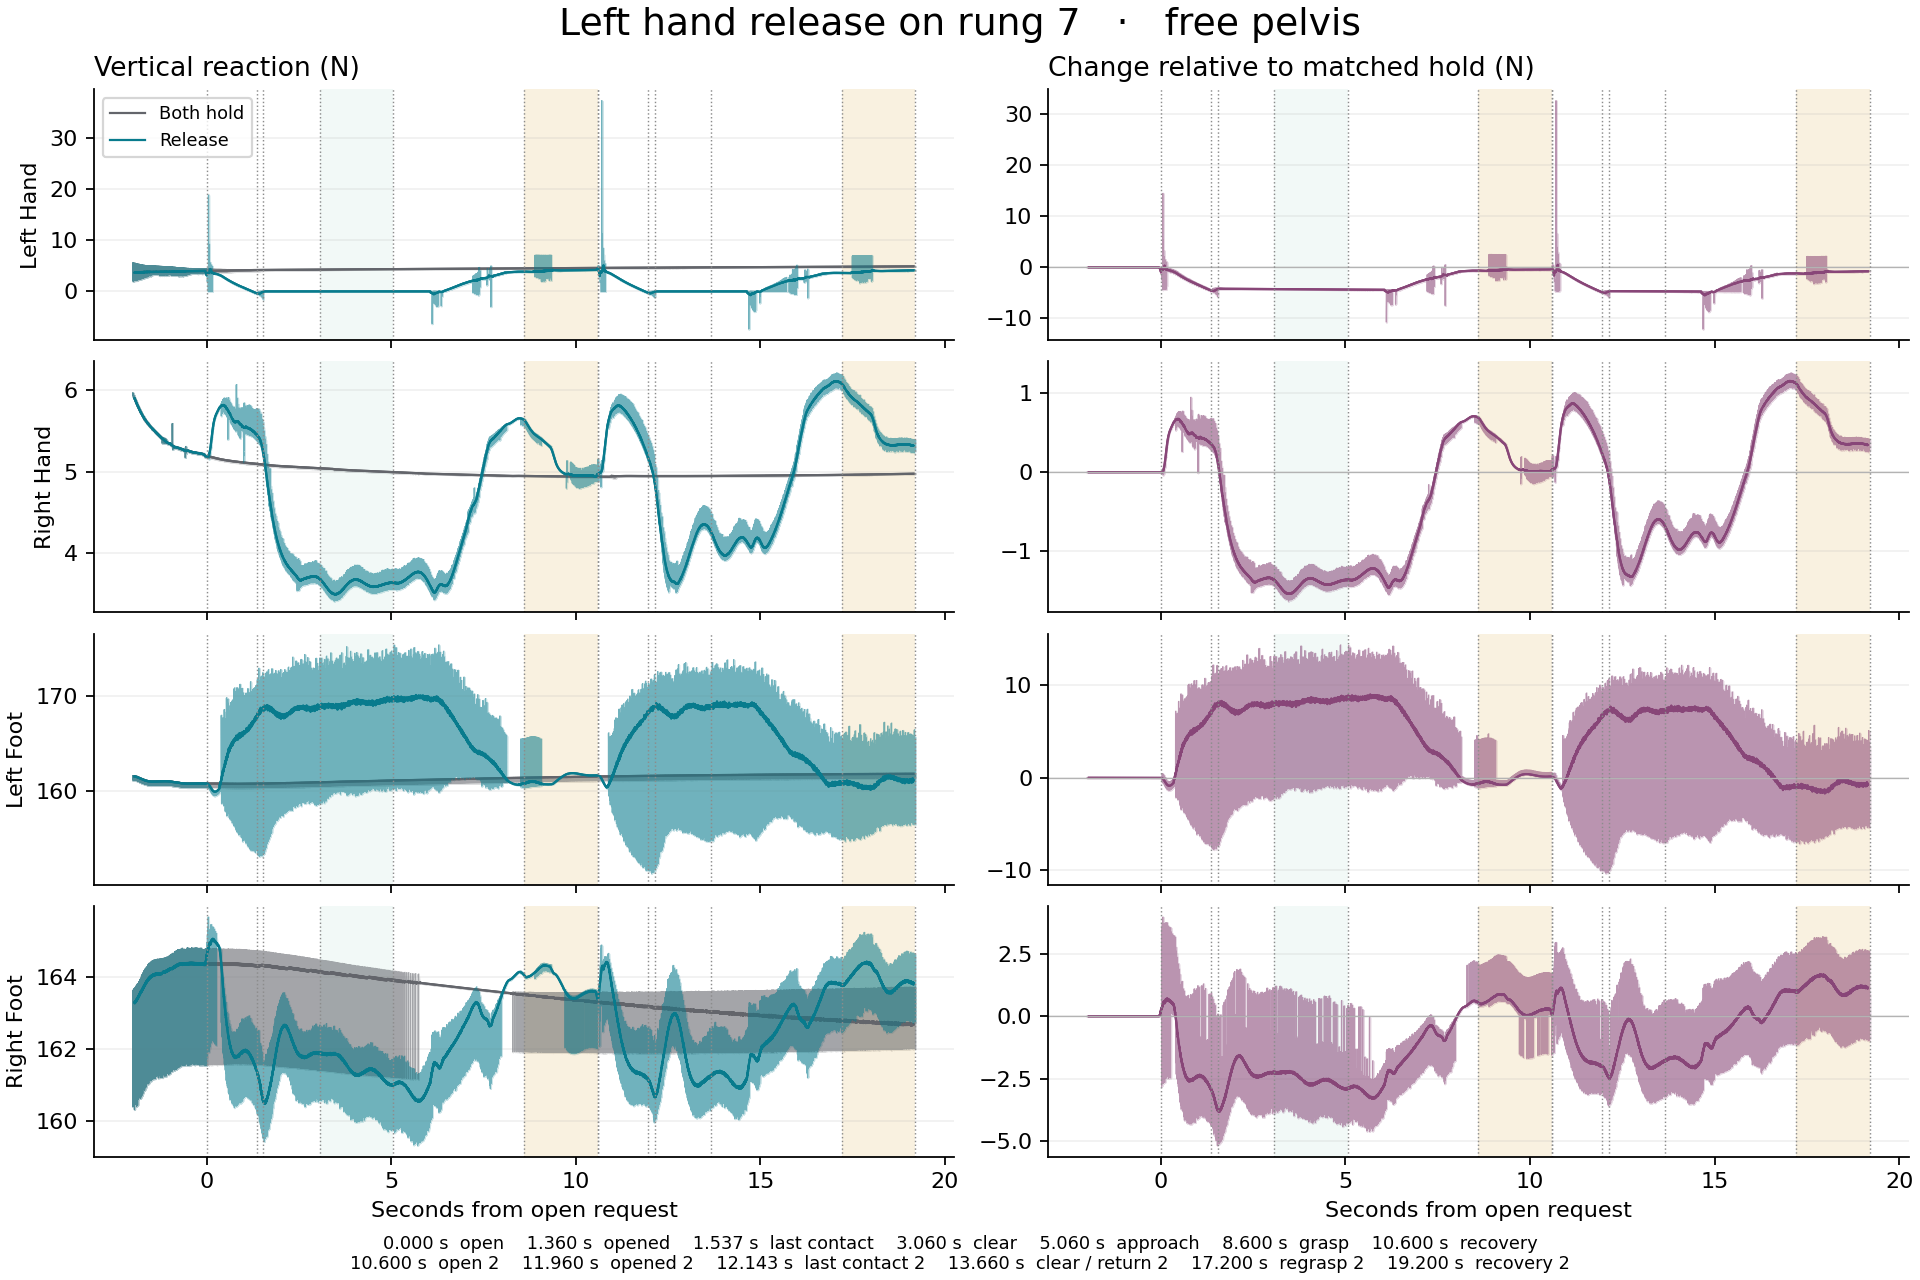 Left hand release on rung 7 · free pelvis
Vertical reaction (N)
Change relative to matched hold (N)
Both hold
Release
Left Hand
30
20
10
0
30
20
10
0
−10
Right Hand
6
5
4
1
0
−1
Left Foot
170
160
10
0
−10
Right Foot
164
162
160
2.5
0.0
−2.5
−5.0
0 5 10 15 20
0 5 10 15 20
Seconds from open request
Seconds from open request
0.000 s open 1.360 s opened 1.537 s last contact 3.060 s clear 5.060 s approach 8.600 s grasp 10.600 s recovery
10.600 s open 2 11.960 s opened 2 12.143 s last contact 2 13.660 s clear / return 2 17.200 s regrasp 2 19.200 s recovery 2